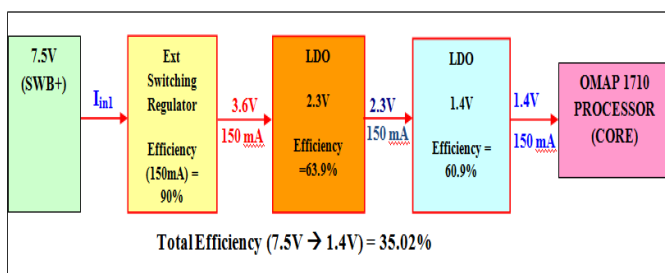 7.5V
(SWB+)
I_in1
Ext
Switching
Regulator
Efficiency
(150mA) =
90%
3.6V
150 mA
LDO
2.3V
Efficiency
=63.9%
2.3V
150 mA
LDO
1.4V
Efficiency =
60.9%
1.4V
150 mA
OMAP 1710
PROCESSOR
(CORE)
Total Efficiency (7.5V → 1.4V) = 35.02%